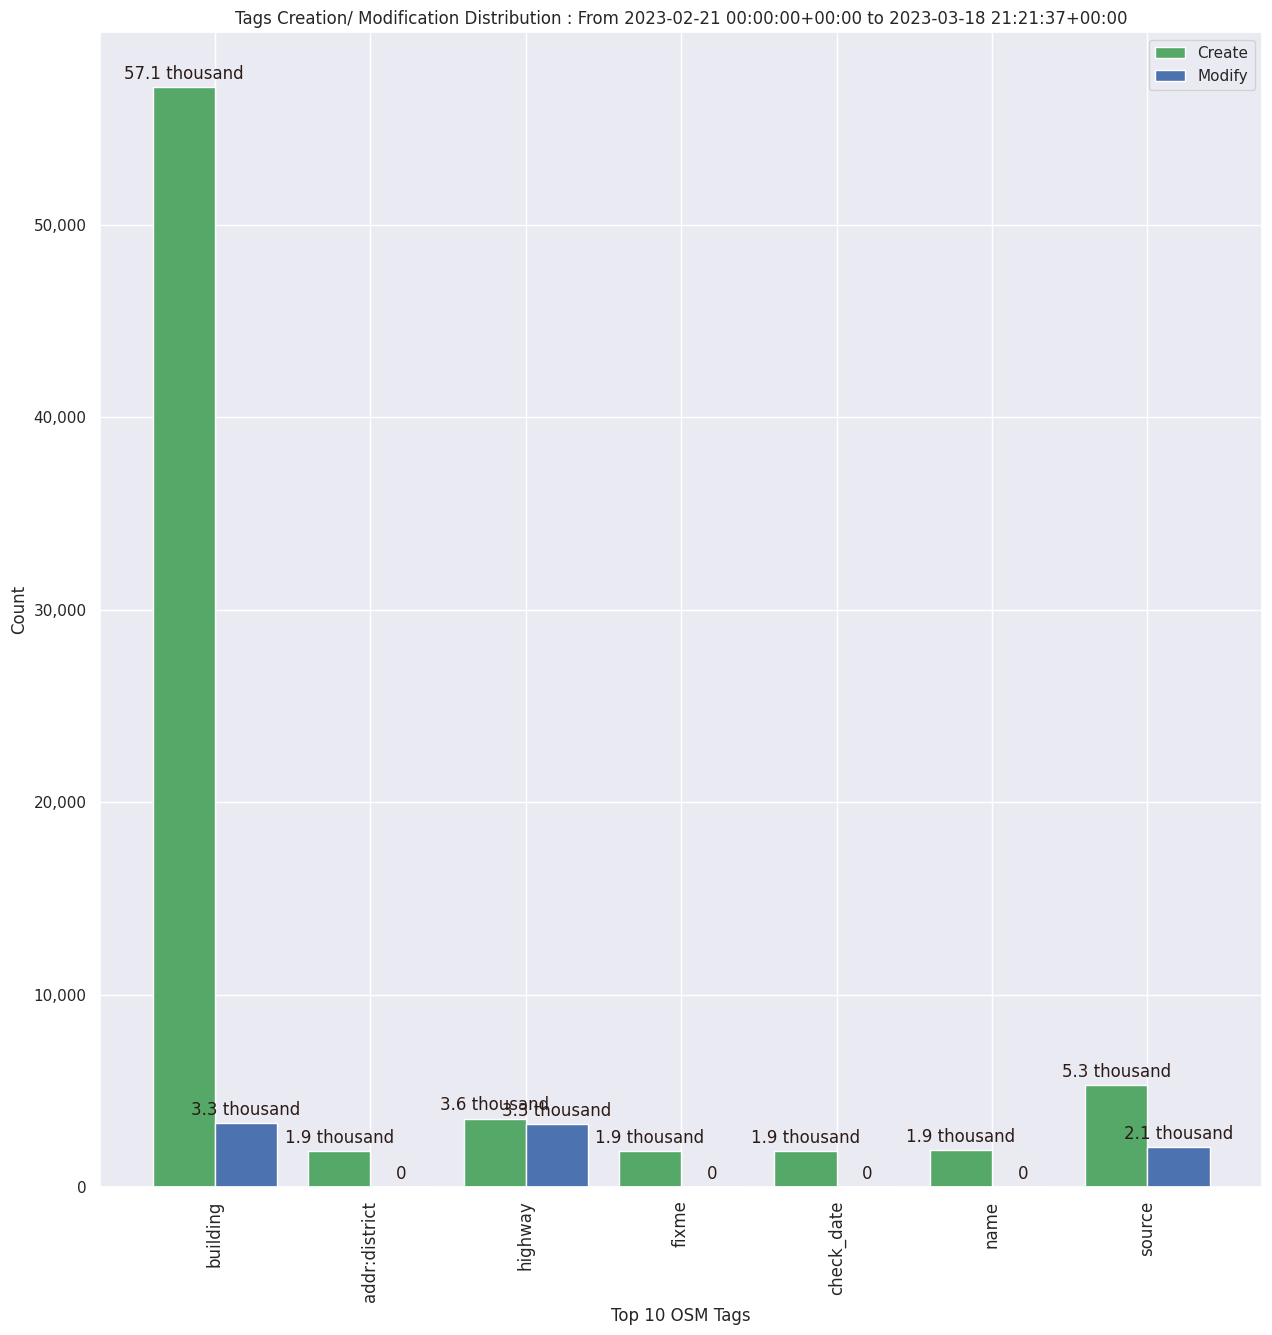 Tags Creation/ Modification Distribution : From 2023-02-21 00:00:00+00:00 to 2023-03-18 21:21:37+00:00
Create
Modify
57.1 thousand
50,000
40,000
30,000
20,000
10,000
0
Count
3.3 thousand
1.9 thousand
0
3.6 thousand
3.3 thousand
1.9 thousand
0
1.9 thousand
0
1.9 thousand
0
5.3 thousand
2.1 thousand
building
addr:district
highway
fixme
check_date
name
source
Top 10 OSM Tags